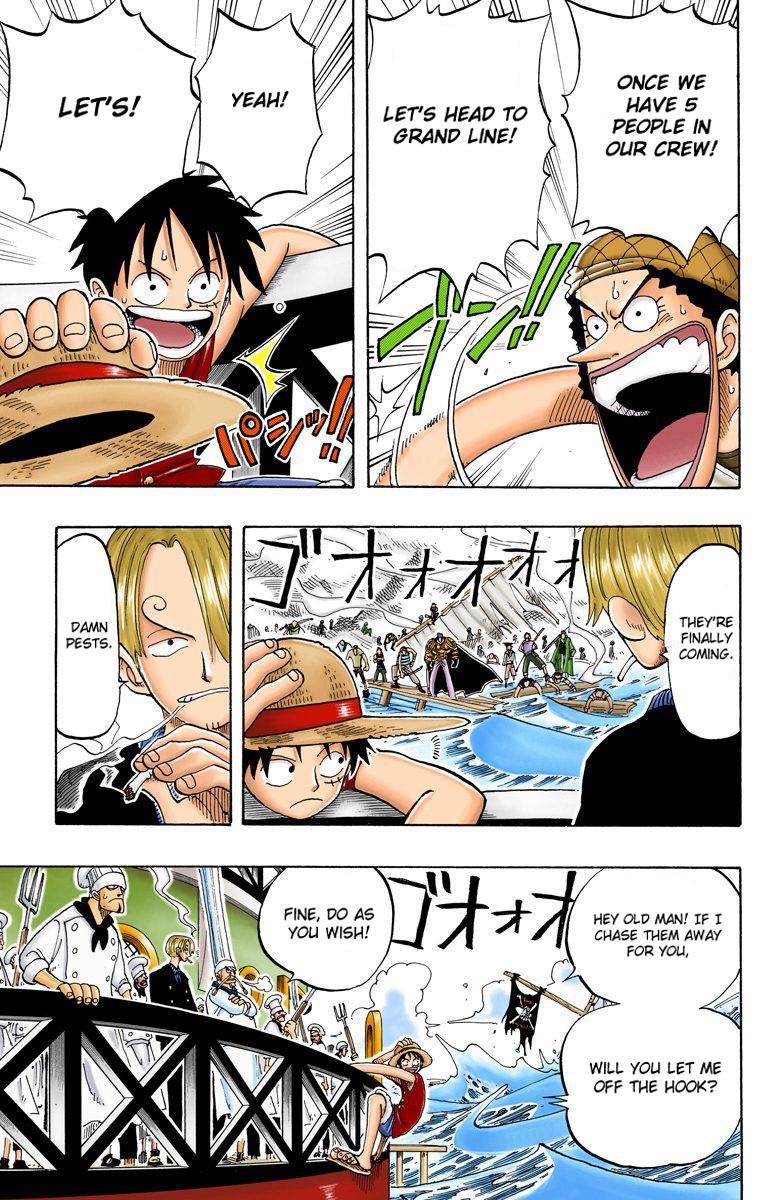 ONCE WE
HAVE 5
PEOPLE IN
OUR CREW!
LET'S HEAD TO
GRAND LINE!
ブンッ!!
YEAH!
LET'S!
パシッ!!
THEY'RE
FINALLY
COMING.
ゴオォオォォ
DAMN
PESTS.
HEY OLD MAN! IF I
CHASE THEM AWAY
FOR YOU,
WILL YOU LET ME
OFF THE HOOK?
ゴオォォ
FINE, DO AS
YOU WISH!